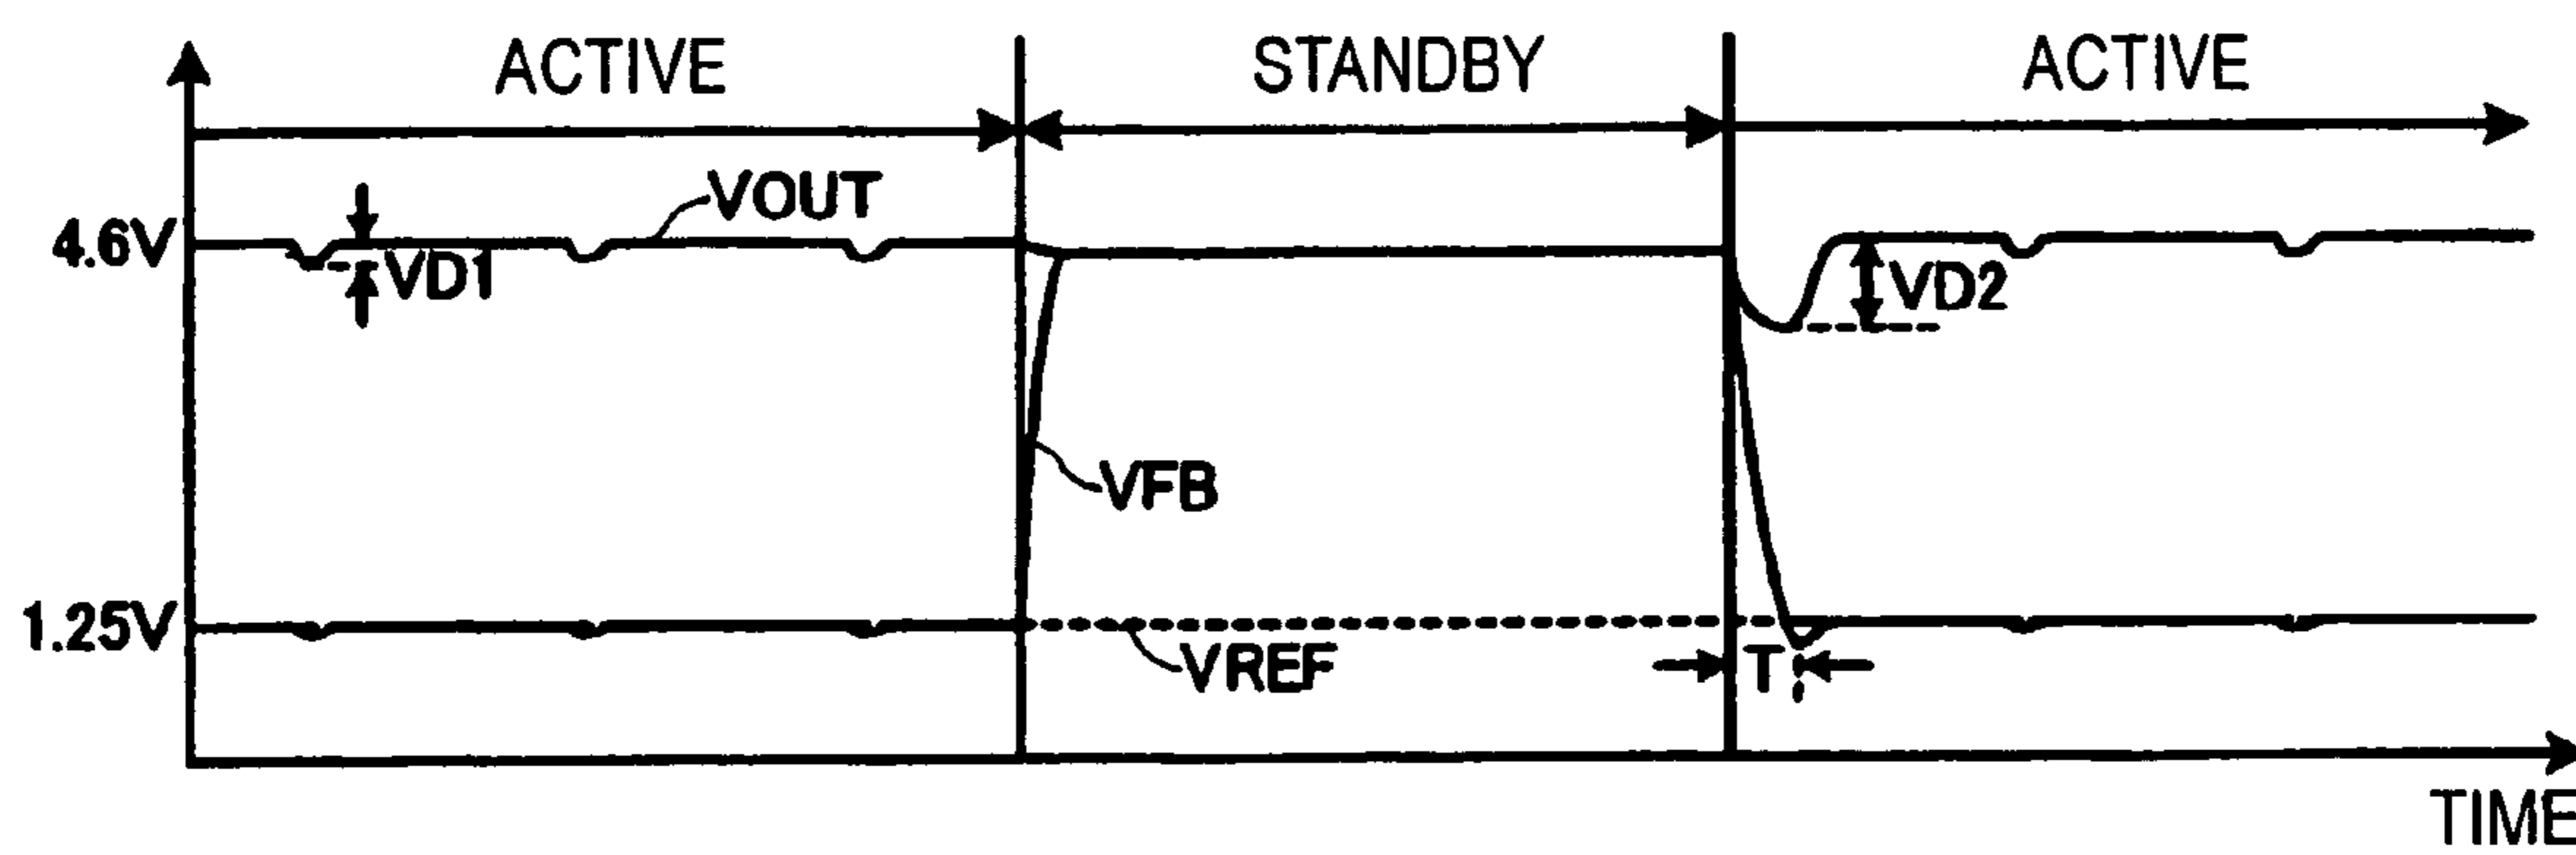 ACTIVE STANDBY ACTIVE
VOUT
4.6V
VD1
VD2
VFB
1.25V
VREF
T
TIME